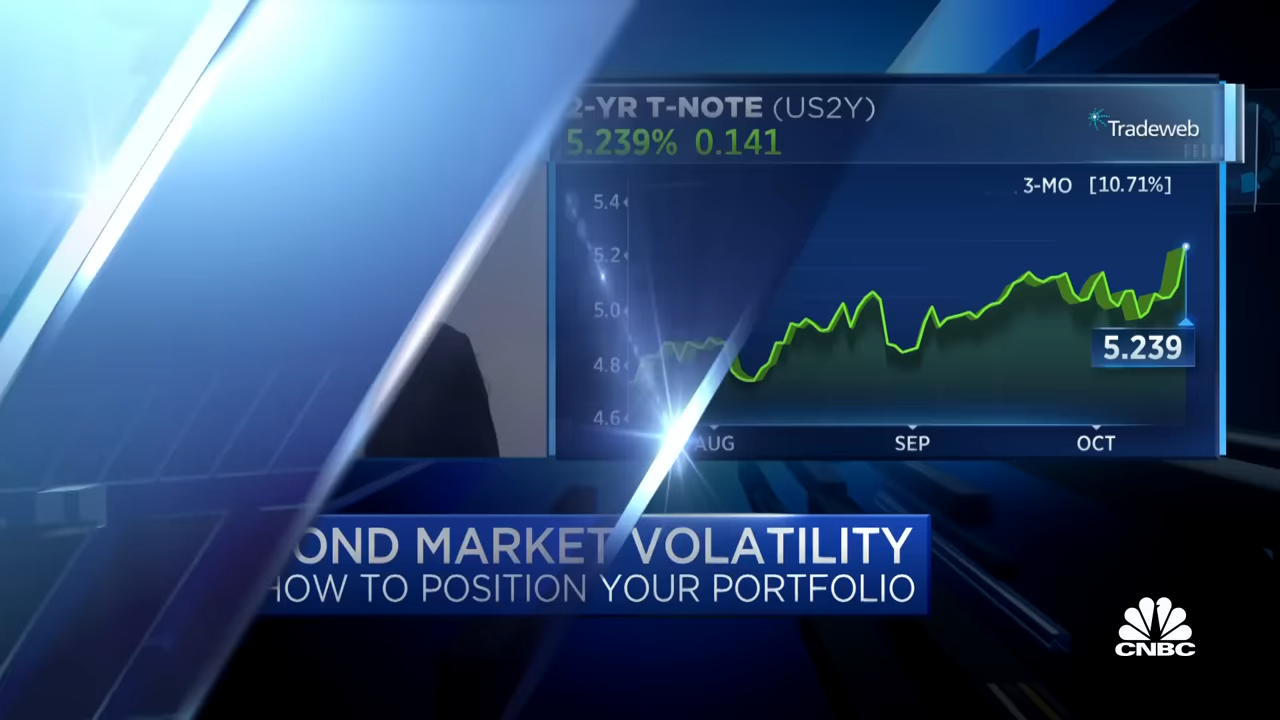 2-YR T-NOTE (US2Y)
5.239% 0.141
Tradeweb
3-MO [10.71%]
5.4
5.2
5.0
4.8
4.6
5.239
AUG SEP OCT
OND MARKET VOLATILITY
HOW TO POSITION YOUR PORTFOLIO
CNBC